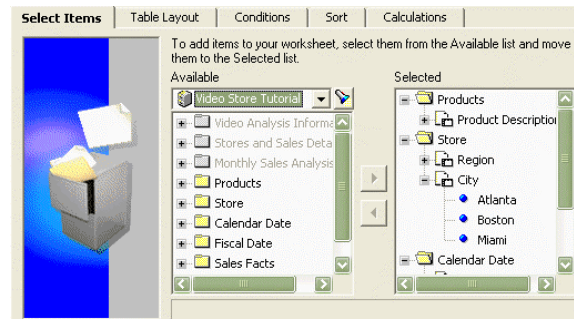 Select Items
Table Layout
Conditions
Sort
Calculations
To add items to your worksheet, select them from the Available list and move
them to the Selected list.
Available
Video Store Tutorial
Video Analysis Informa
Stores and Sales Deta
Monthly Sales Analysis
Products
Store
Calendar Date
Fiscal Date
Sales Facts
Selected
Products
Product Description
Store
Region
City
Atlanta
Boston
Miami
Calendar Date